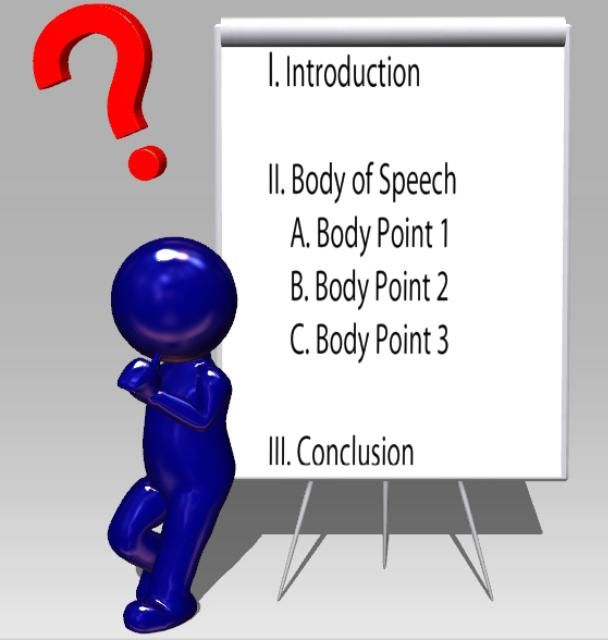 I. Introduction
II. Body of Speech
A. Body Point 1
B. Body Point 2
C. Body Point 3
III. Conclusion
?